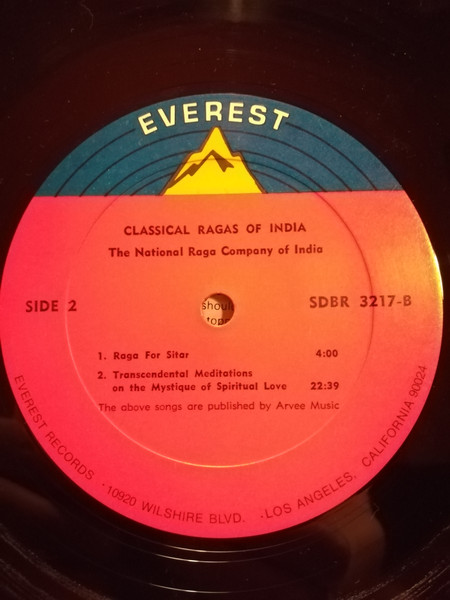 EVEREST
CLASSICAL RAGAS OF INDIA
The National Raga Company of India
SIDE 2
SDBR 3217-B
1. Raga For Sitar 4:00
2. Transcendental Meditations
on the Mystique of Spiritual Love 22:39
The above songs are published by Arvee Music
EVEREST RECORDS · 10920 WILSHIRE BLVD. · LOS ANGELES, CALIFORNIA 90024